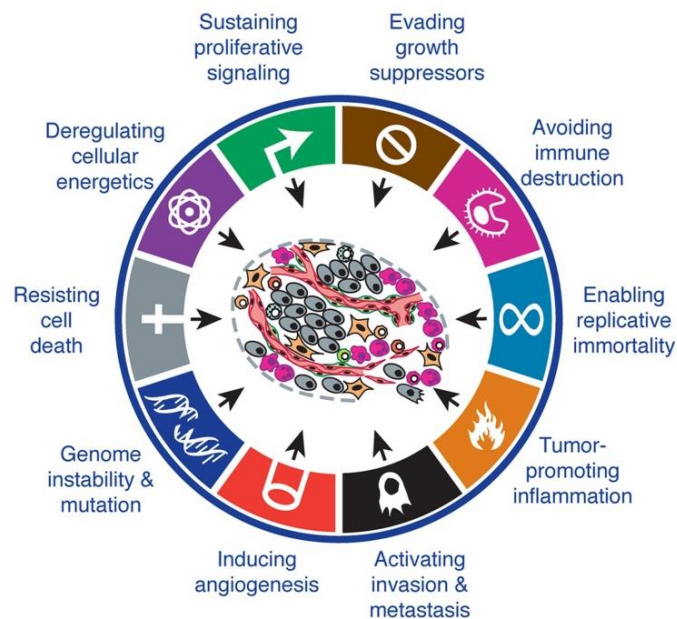 Sustaining
proliferative
signaling
Evading
growth
suppressors
Avoiding
immune
destruction
Enabling
replicative
immortality
Tumor-
promoting
inflammation
Activating
invasion &
metastasis
Inducing
angiogenesis
Genome
instability &
mutation
Resisting
cell
death
Deregulating
cellular
energetics